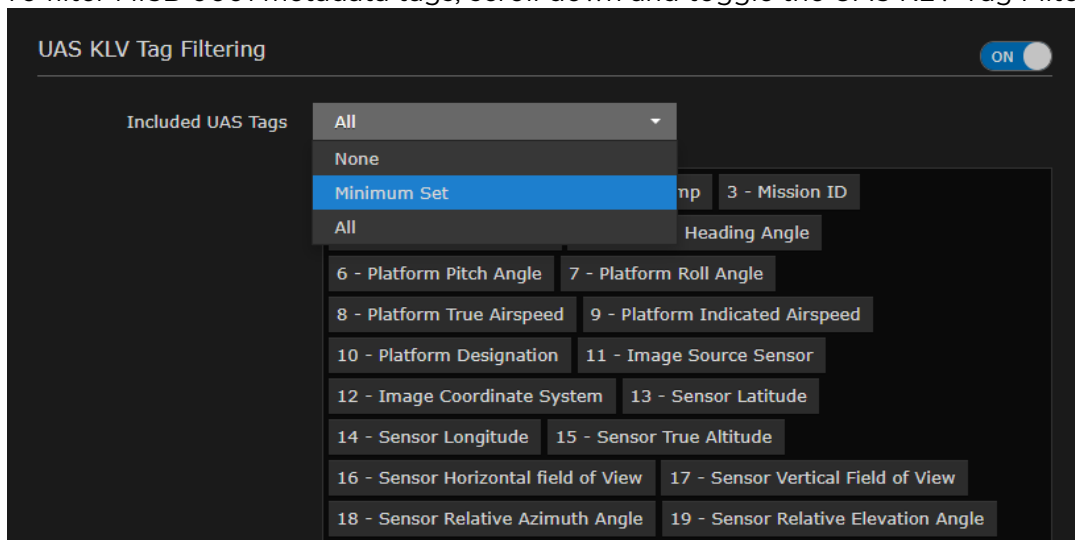 UAS KLV Tag Filtering
ON
Included UAS Tags
All
None
Minimum Set
All
mp 3 - Mission ID
Heading Angle
6 - Platform Pitch Angle 7 - Platform Roll Angle
8 - Platform True Airspeed 9 - Platform Indicated Airspeed
10 - Platform Designation 11 - Image Source Sensor
12 - Image Coordinate System 13 - Sensor Latitude
14 - Sensor Longitude 15 - Sensor True Altitude
16 - Sensor Horizontal field of View 17 - Sensor Vertical Field of View
18 - Sensor Relative Azimuth Angle 19 - Sensor Relative Elevation Angle